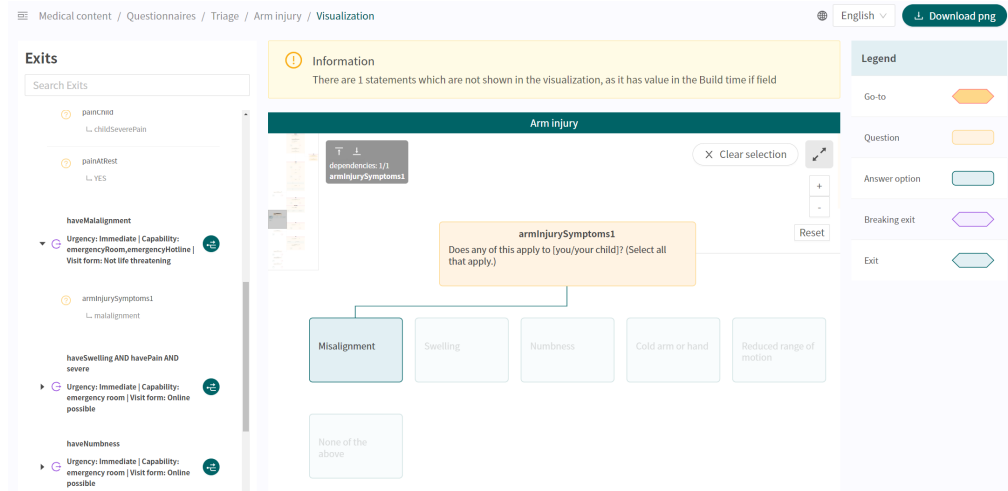 Medical content / Questionnaires / Triage / Arm injury / Visualization
English
Download png
Exits
Search Exits
painChild
childSeverePain
painAtRest
YES
haveMalalignment
Urgency: Immediate | Capability:
emergencyRoom,emergencyHotline |
Visit form: Not life threatening
armInjurySymptoms1
malalignment
haveSwelling AND havePain AND
severe
Urgency: Immediate | Capability:
emergency room | Visit form: Online
possible
haveNumbness
Urgency: Immediate | Capability:
emergency room | Visit form: Online
possible
Information
There are 1 statements which are not shown in the visualization, as it has value in the Build time if field
Arm injury
dependencies: 1/1
armInjurySymptoms1
Clear selection
+
-
Reset
armInjurySymptoms1
Does any of this apply to [you/your child]? (Select all
that apply.)
Misalignment
Swelling
Numbness
Cold arm or hand
Reduced range of
motion
None of the
above
Legend
Go-to
Question
Answer option
Breaking exit
Exit